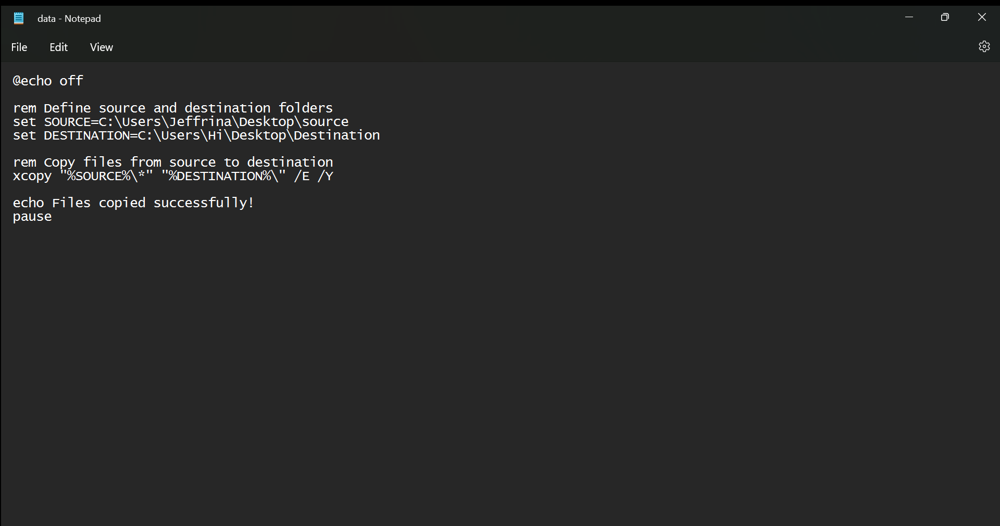 data - Notepad
File Edit View
@echo off
rem Define source and destination folders
set SOURCE=C:\Users\Jeffrina\Desktop\source
set DESTINATION=C:\Users\Hi\Desktop\Destination
rem Copy files from source to destination
xcopy "%SOURCE%\*" "%DESTINATION%\" /E /Y
echo Files copied successfully!
pause